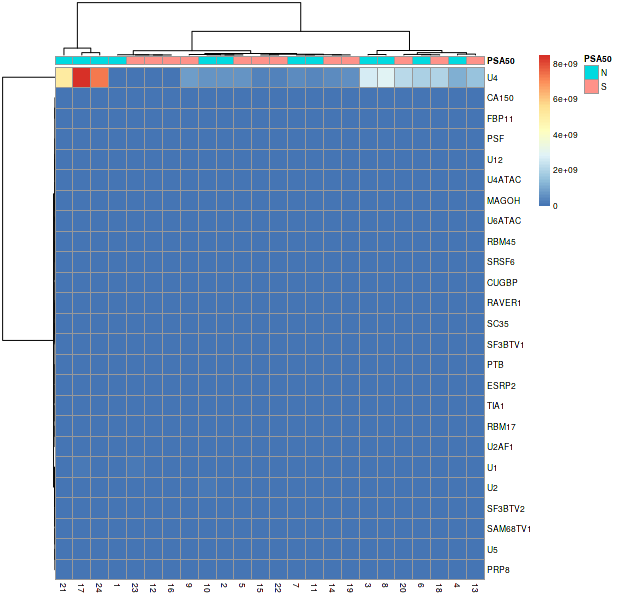 PSA50
U4
CA150
FBP11
PSF
U12
U4ATAC
MAGOH
U6ATAC
RBM45
SRSF6
CUGBP
RAVER1
SC35
SF3BTV1
PTB
ESRP2
TIA1
RBM17
U2AF1
U1
U2
SF3BTV2
SAM68TV1
U5
PRP8
21 17 24 1 23 12 16 9 10 2 5 15 22 7 11 14 19 3 8 20 6 18 4 13
8e+09
6e+09
4e+09
2e+09
0
PSA50
N
S